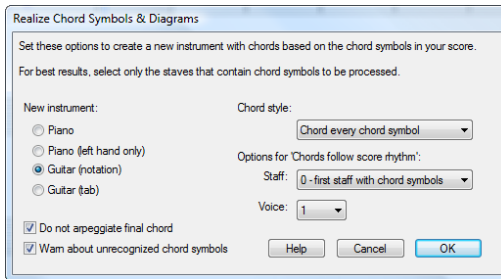 Realize Chord Symbols & Diagrams
Set these options to create a new instrument with chords based on the chord symbols in your score.
For best results, select only the staves that contain chord symbols to be processed.
New instrument:
Piano
Piano (left hand only)
Guitar (notation)
Guitar (tab)
Do not arpeggiate final chord
Warn about unrecognized chord symbols
Chord style:
Chord every chord symbol
Options for 'Chords follow score rhythm':
Staff: 0 - first staff with chord symbols
Voice: 1
Help Cancel OK